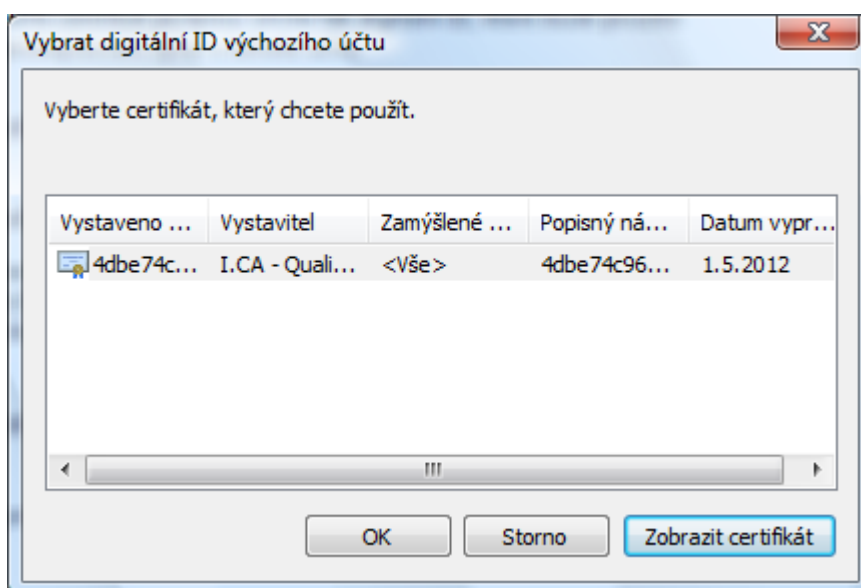 Vybrat digitální ID výchozího účtu
Vyberte certifikát, který chcete použít.
Vystaveno ... Vystavitel Zamýšlené ... Popisný ná... Datum vypr...
4dbe74c... I.CA - Quali... <Vše> 4dbe74c96... 1.5.2012
OK Storno Zobrazit certifikát